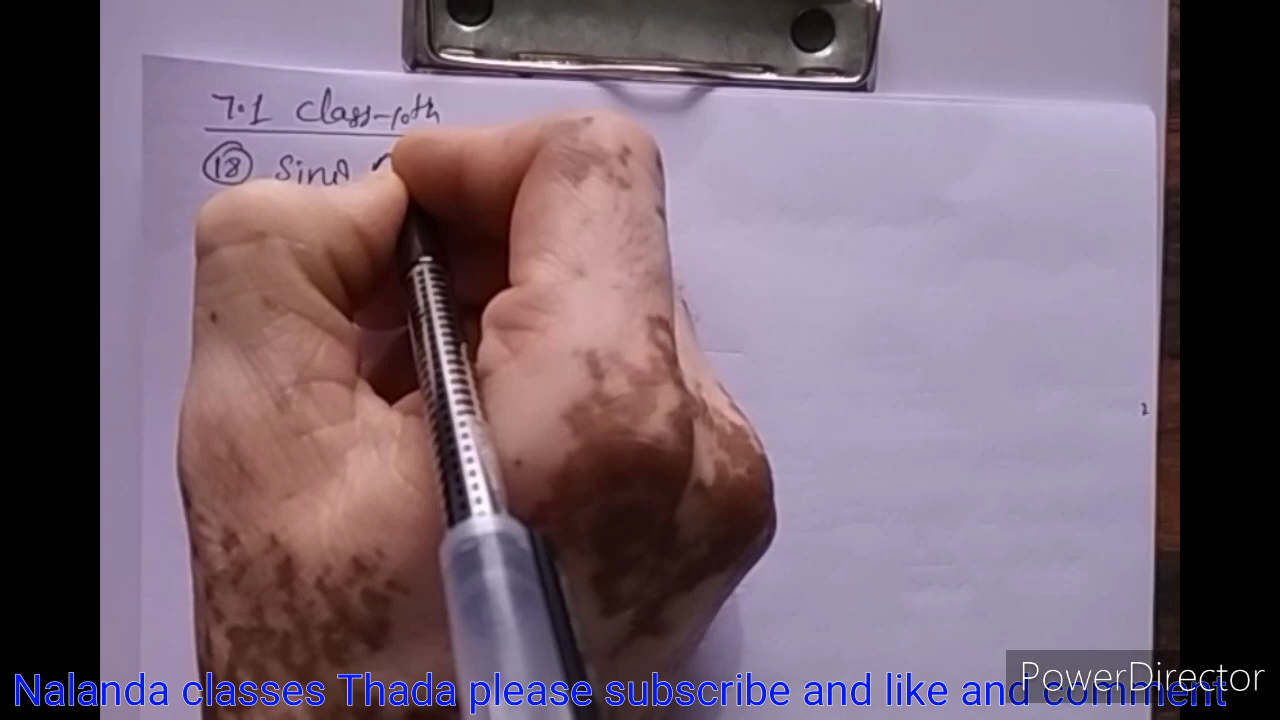 7.1 Class-10th
(18) Sinθ
Nalanda classes Thada please subscribe and like and comment
PowerDirector